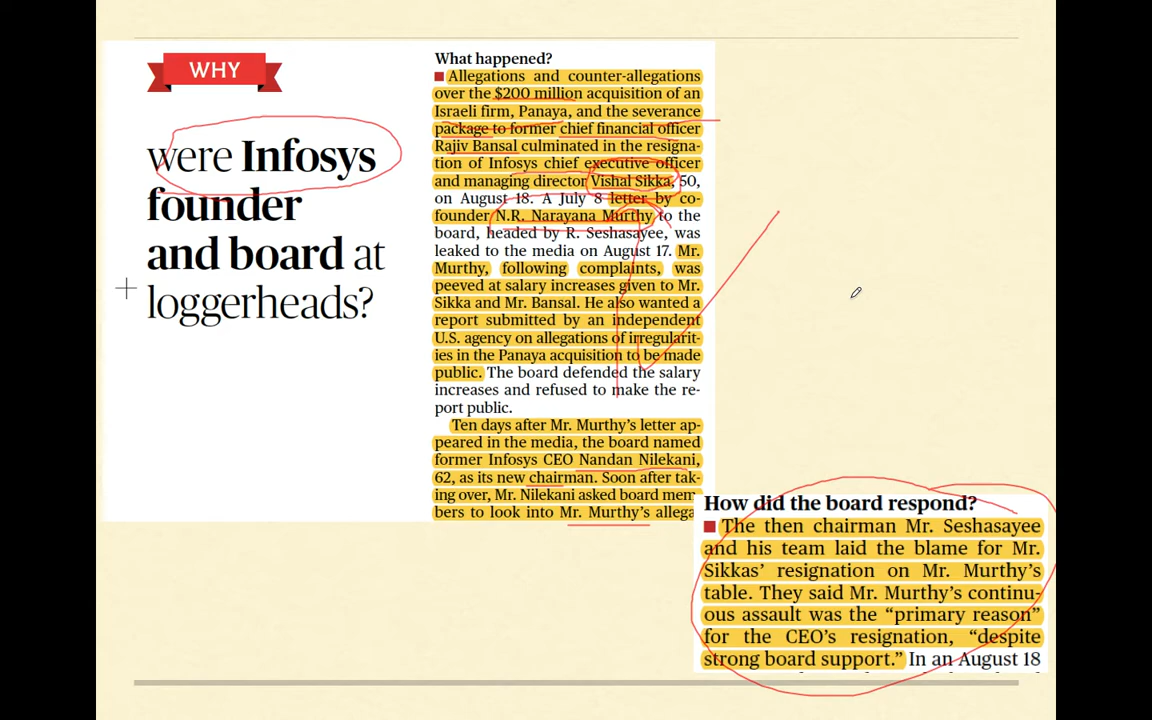 WHY
were Infosys
founder
and board at
loggerheads?
What happened?
Allegations and counter-allegations
over the $200 million acquisition of an
Israeli firm, Panaya, and the severance
package to former chief financial officer
Rajiv Bansal culminated in the resigna-
tion of Infosys chief executive officer
and managing director Vishal Sikka, 50,
on August 18. A July 8 letter by co-
founder N.R. Narayana Murthy to the
board, headed by R. Seshasayee, was
leaked to the media on August 17. Mr.
Murthy, following complaints, was
peeved at salary increases given to Mr.
Sikka and Mr. Bansal. He also wanted a
report submitted by an independent
U.S. agency on allegations of irregularit-
ies in the Panaya acquisition to be made
public. The board defended the salary
increases and refused to make the re-
port public.
Ten days after Mr. Murthy's letter ap-
peared in the media, the board named
former Infosys CEO Nandan Nilekani,
62, as its new chairman. Soon after tak-
ing over, Mr. Nilekani asked board mem
bers to look into Mr. Murthy's allega
How did the board respond?
The then chairman Mr. Seshasayee
and his team laid the blame for Mr.
Sikkas' resignation on Mr. Murthy's
table. They said Mr. Murthy's continu-
ous assault was the “primary reason”
for the CEO's resignation, “despite
strong board support.” In an August 18